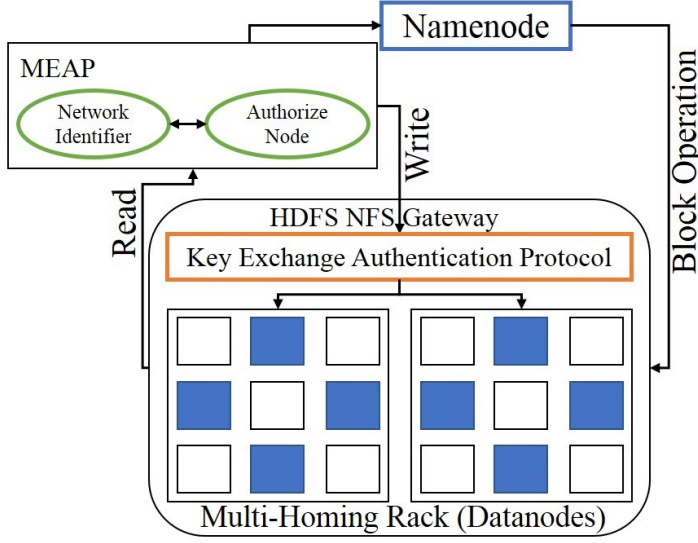 Namenode
MEAP
Network
Identifier
Authorize
Node
Write
Read
Block Operation
HDFS NFS Gateway
Key Exchange Authentication Protocol
Multi-Homing Rack (Datanodes)